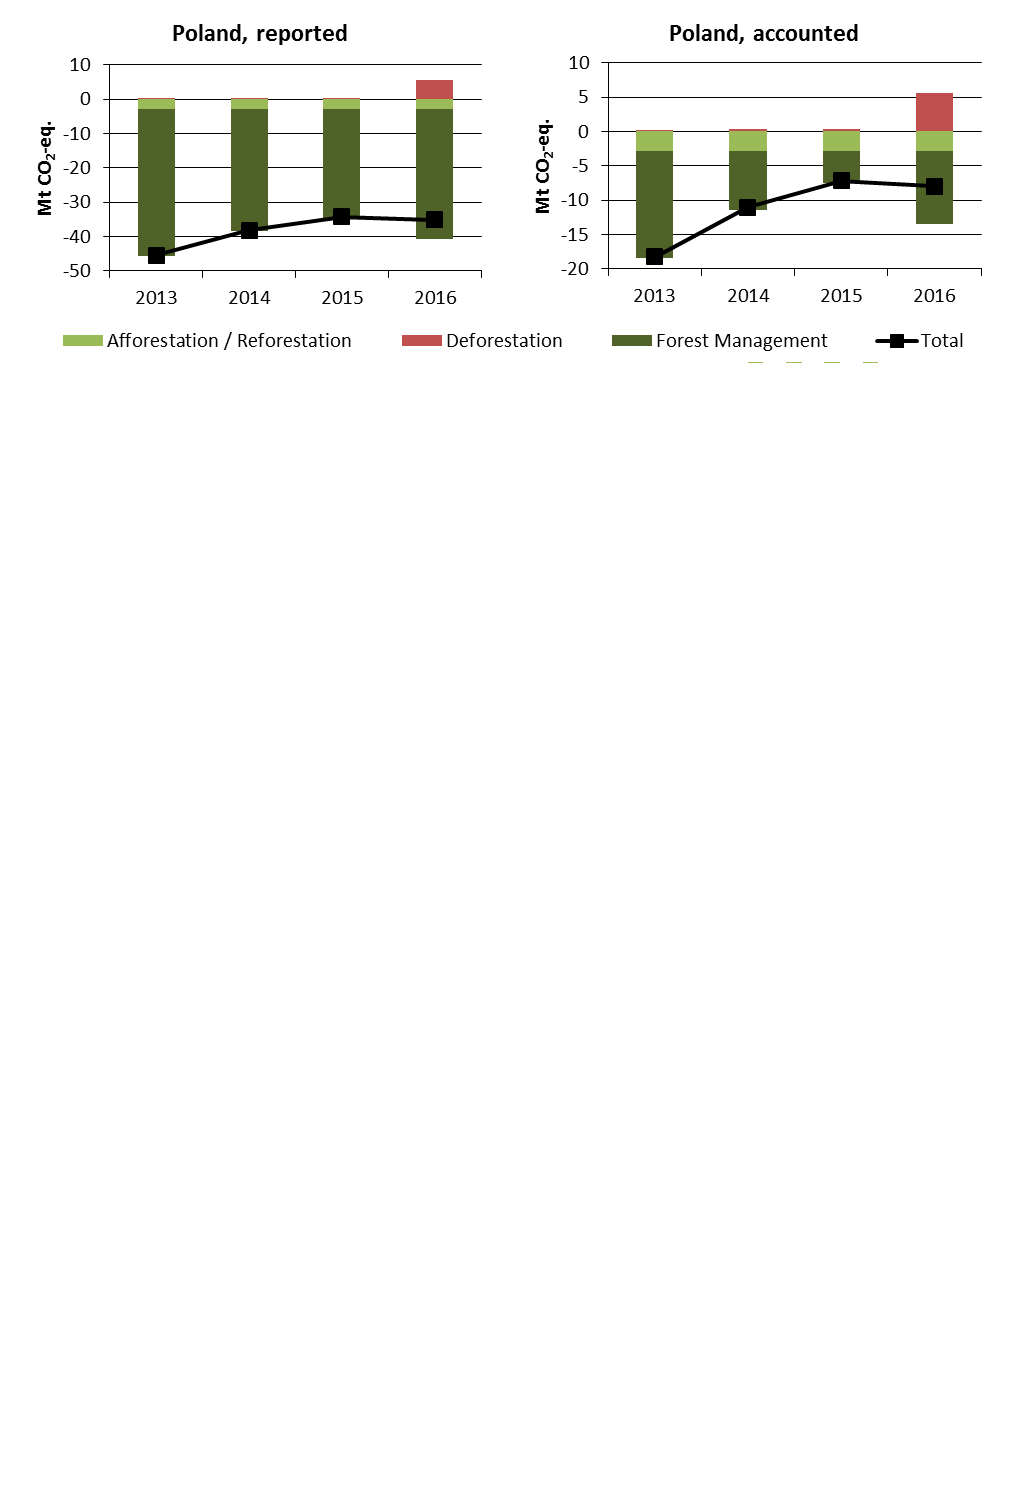 Poland, reported
10
0
-10
-20
-30
-40
-50
Mt CO₂-eq.
2013 2014 2015 2016
Poland, accounted
10
5
0
-5
-10
-15
-20
Mt CO₂-eq.
2013 2014 2015 2016
Afforestation / Reforestation Deforestation Forest Management Total